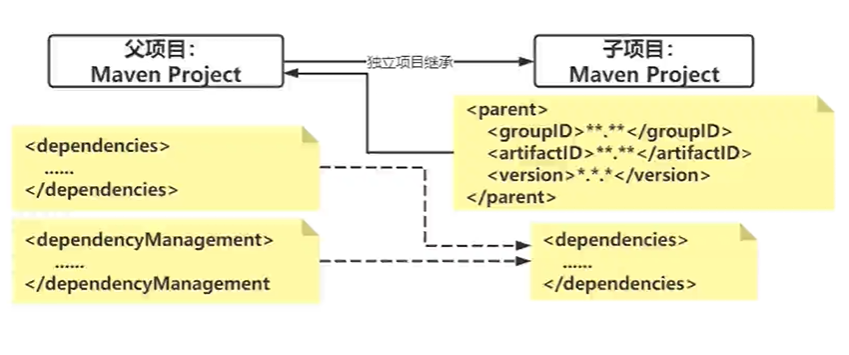 父项目：
Maven Project
独立项目继承
子项目：
Maven Project
<parent>
<groupID>**.**</groupID>
<artifactID>**.**</artifactID>
<version>*.*.*</version>
</parent>
<dependencies>
......
</dependencies>
<dependencyManagement>
......
</dependencyManagement
<dependencies>
......
</dependencies>